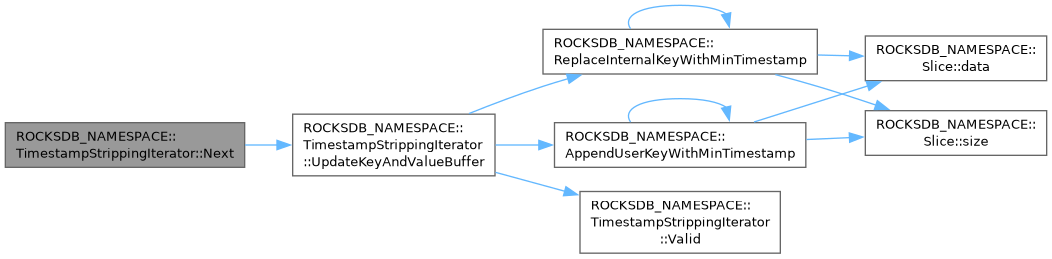 ROCKSDB_NAMESPACE::
TimestampStrippingIterator::Next
ROCKSDB_NAMESPACE::
TimestampStrippingIterator
::UpdateKeyAndValueBuffer
ROCKSDB_NAMESPACE::
ReplaceInternalKeyWithMinTimestamp
ROCKSDB_NAMESPACE::
AppendUserKeyWithMinTimestamp
ROCKSDB_NAMESPACE::
TimestampStrippingIterator
::Valid
ROCKSDB_NAMESPACE::
Slice::data
ROCKSDB_NAMESPACE::
Slice::size